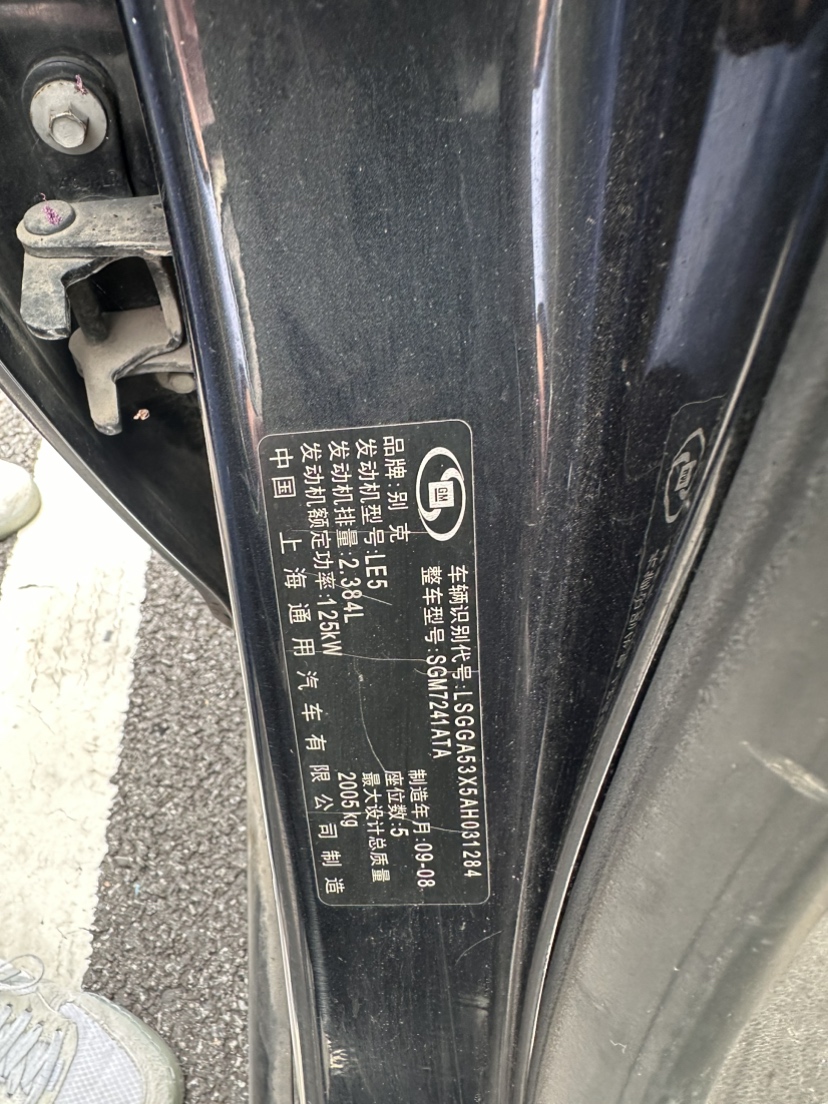 GM
车辆识别代号:LSGGA53X5AH031284
整车型号:SGM7241ATA
品牌:别 克
制造年月:09-08
发动机型号:LE5
座位数:5
发动机排量:2.384L
最大设计总质量
发动机额定功率:125kW
2005kg
中国 上海通用汽车有限公司制造